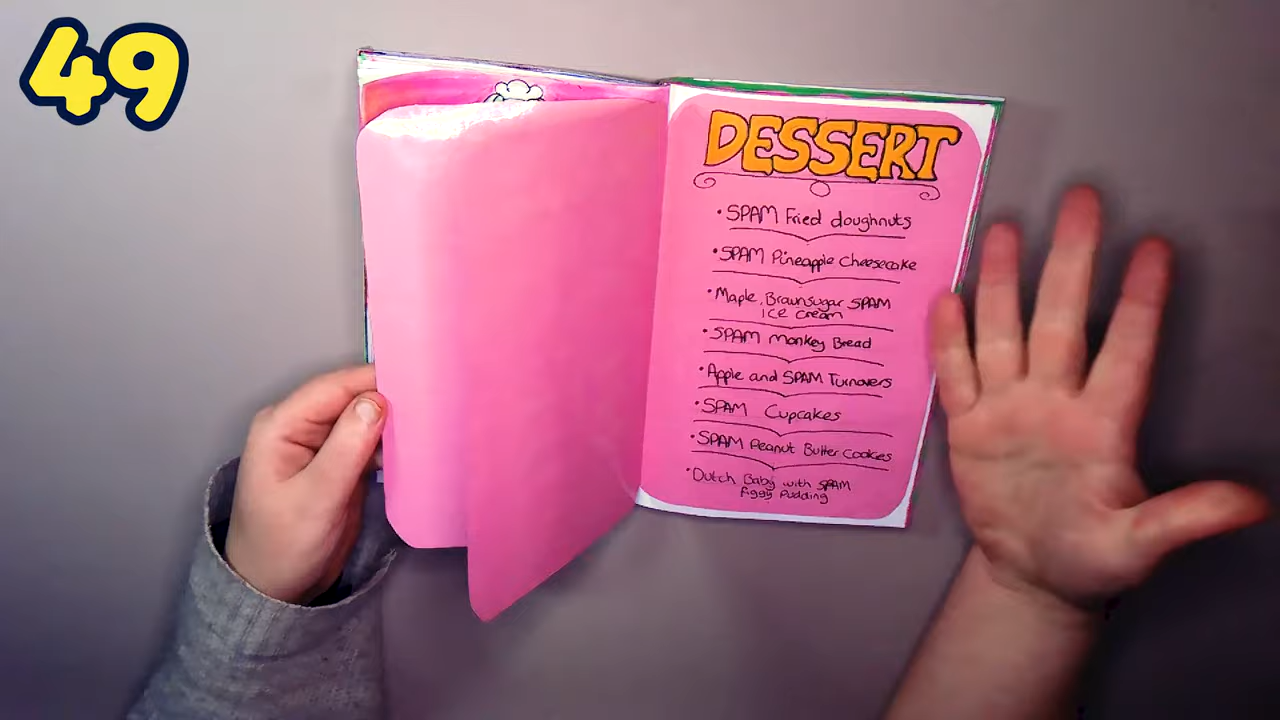 49
DESSERT
• SPAM Fried doughnuts
• SPAM Pineapple Cheesecake
• Maple, Braunsugar SPAM
ice cream
• SPAM Monkey Bread
• Apple and SPAM Turnovers
• SPAM Cupcakes
• SPAM Peanut Butter Cookies
• Dutch Baby with SPAM
Figgy Pudding